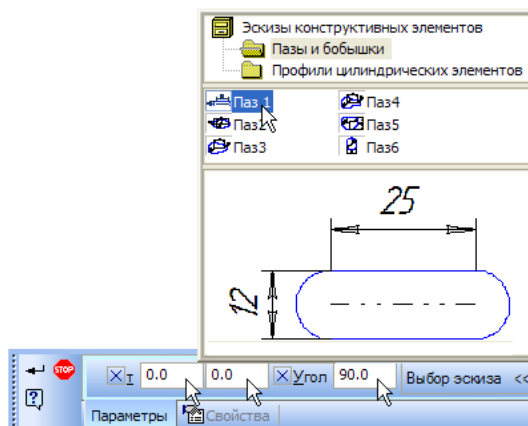 Эскизы конструктивных элементов
Пазы и бобышки
Профили цилиндрических элементов
Паз 1 Паз4
Паз2 Паз5
Паз3 Паз6
25
12
STOP
т 0.0 0.0 Угол 90.0 Выбор эскиза <<
Параметры Свойства